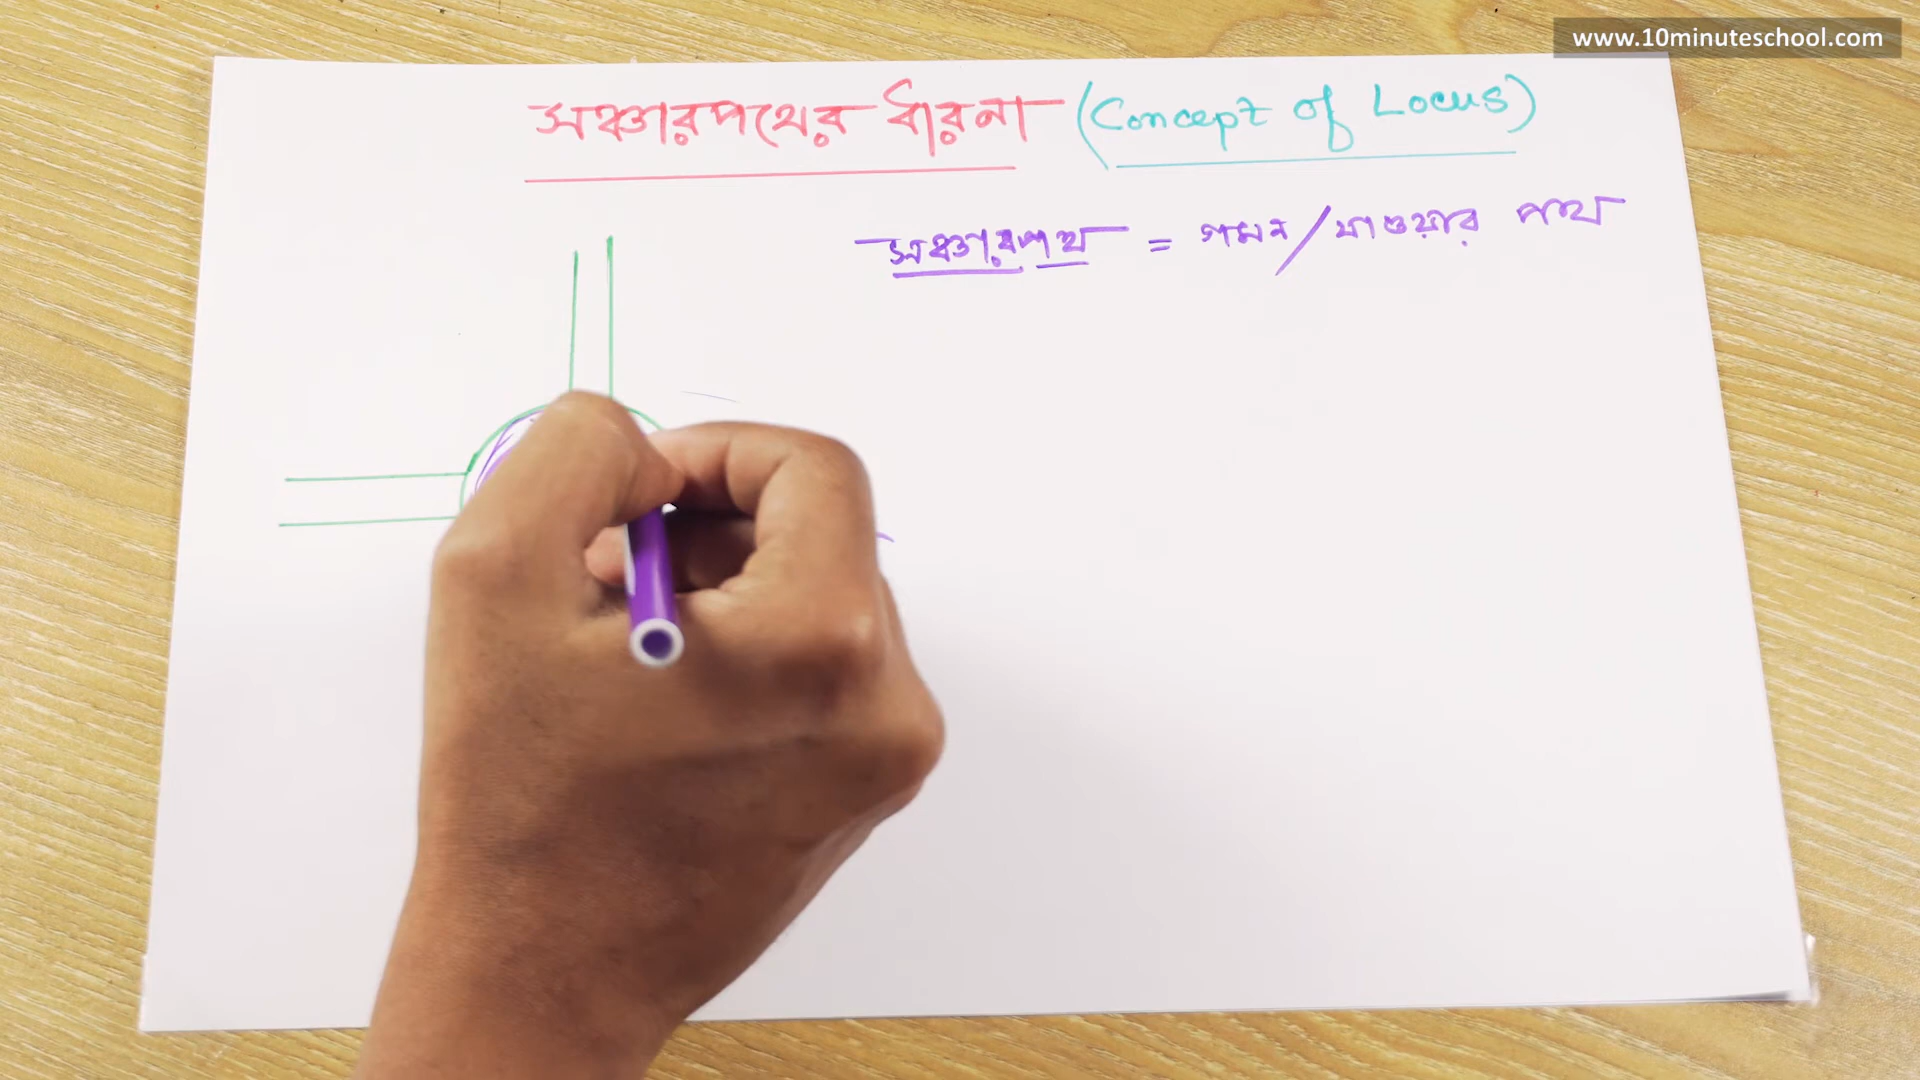 www.10minuteschool.com
সঞ্চারপথের ধারনা (Concept of Locus)
সঞ্চারপথ = গমন/যাওয়ার পথ